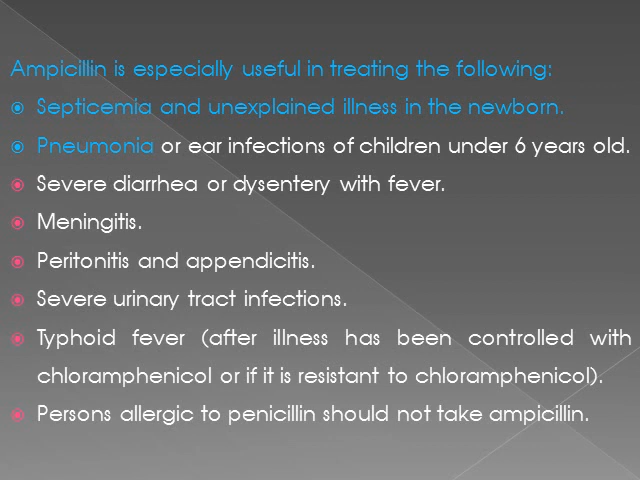 Ampicillin is especially useful in treating the following:
Septicemia and unexplained illness in the newborn.
Pneumonia or ear infections of children under 6 years old.
Severe diarrhea or dysentery with fever.
Meningitis.
Peritonitis and appendicitis.
Severe urinary tract infections.
Typhoid fever (after illness has been controlled with
chloramphenicol or if it is resistant to chloramphenicol).
Persons allergic to penicillin should not take ampicillin.